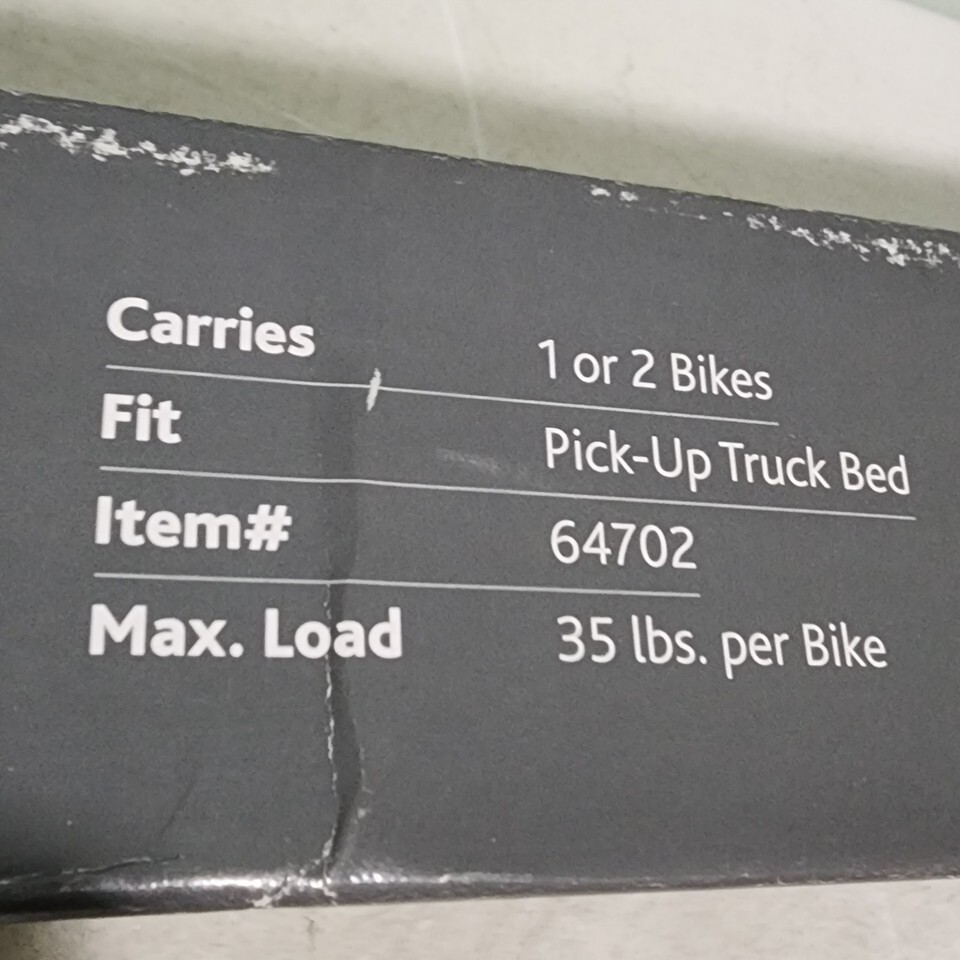 Carries 1 or 2 Bikes
Fit Pick-Up Truck Bed
Item# 64702
Max. Load 35 lbs. per Bike